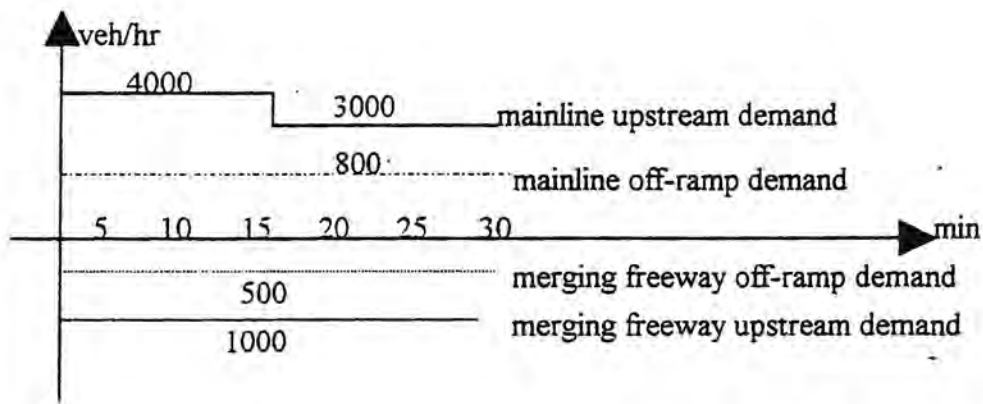 veh/hr
4000
3000
mainline upstream demand
800
mainline off-ramp demand
5 10 15 20 25 30 min
merging freeway off-ramp demand
500
merging freeway upstream demand
1000